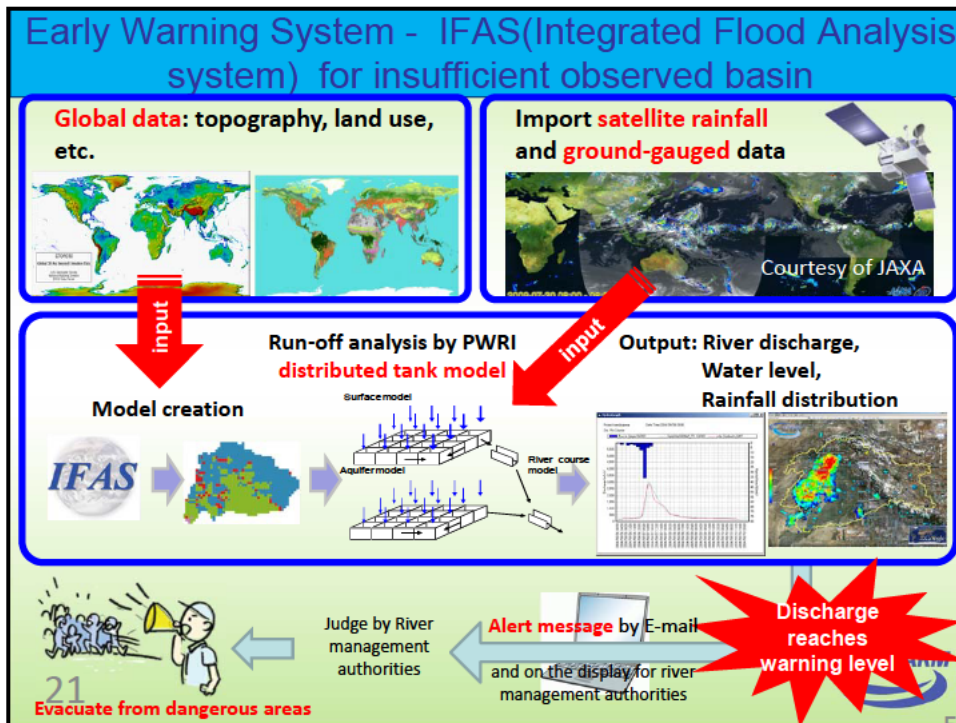 Early Warning System - IFAS(Integrated Flood Analysis
system) for insufficient observed basin
Global data: topography, land use,
etc.
Import satellite rainfall
and ground-gauged data
Courtesy of JAXA
input
input
Run-off analysis by PWRI
distributed tank model
Output: River discharge,
Water level,
Rainfall distribution
Model creation
Surface model
IFAS
Aquifer model
River course
model
Discharge
reaches
warning level
Alert message by E-mail
and on the display for river
management authorities
Judge by River
management
authorities
21
Evacuate from dangerous areas